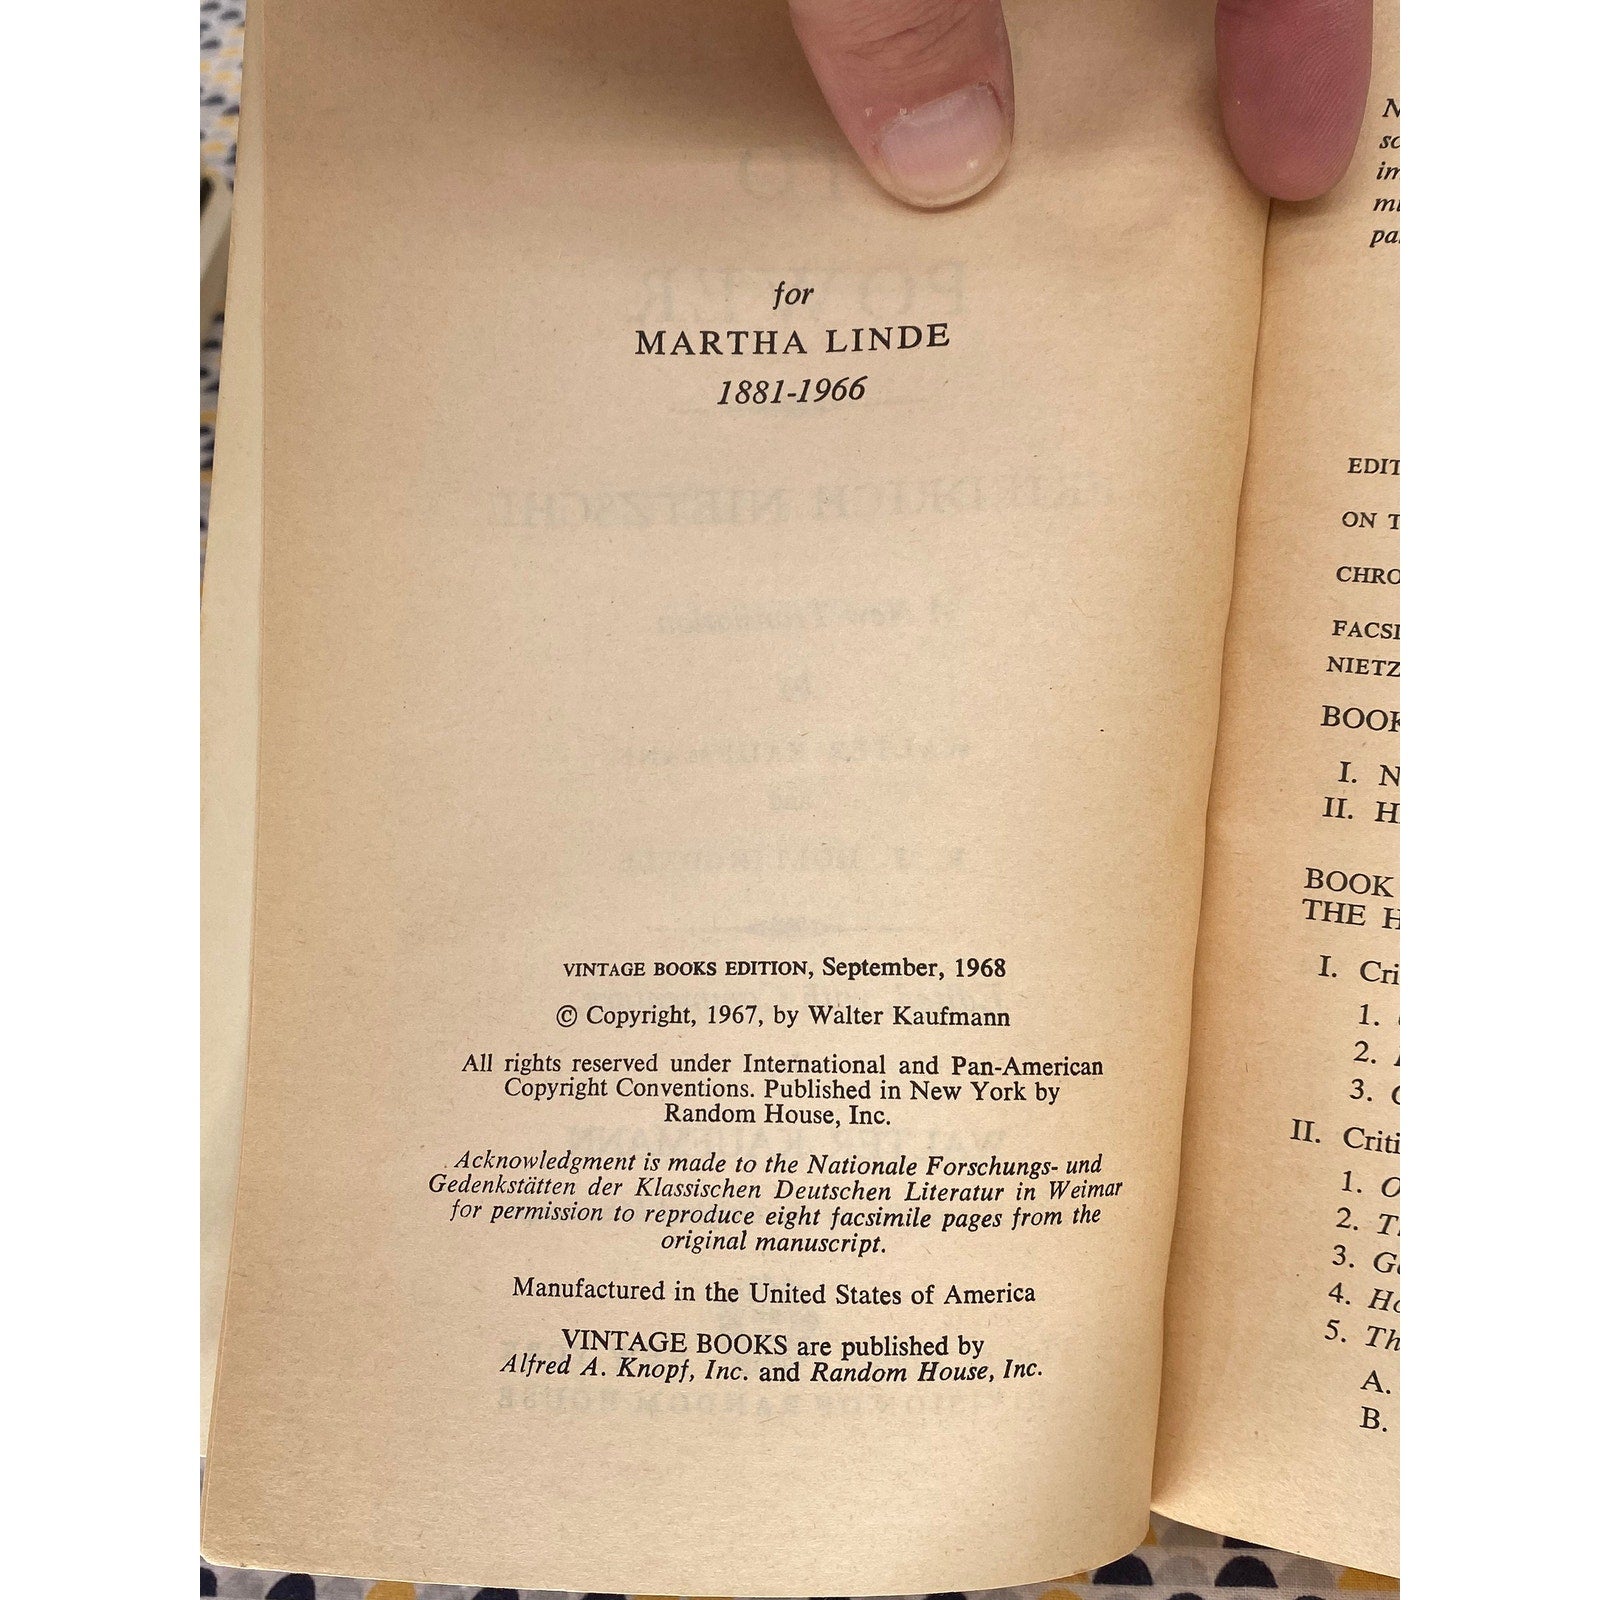 for
MARTHA LINDE
1881-1966
VINTAGE BOOKS EDITION, September, 1968
© Copyright, 1967, by Walter Kaufmann
All rights reserved under International and Pan-American
Copyright Conventions. Published in New York by
Random House, Inc.
Acknowledgment is made to the Nationale Forschungs- und
Gedenkstätten der Klassischen Deutschen Literatur in Weimar
for permission to reproduce eight facsimile pages from the
original manuscript.
Manufactured in the United States of America
VINTAGE BOOKS are published by
Alfred A. Knopf, Inc. and Random House, Inc.
EDIT
ON T
CHRO
FACSI
NIETZ
BOOK
I. N
II. H
BOOK
THE H
I. Cri
1.
2.
3.
II. Criti
1. O
2. T
3. G
4. Ho
5. Th
A.
B.